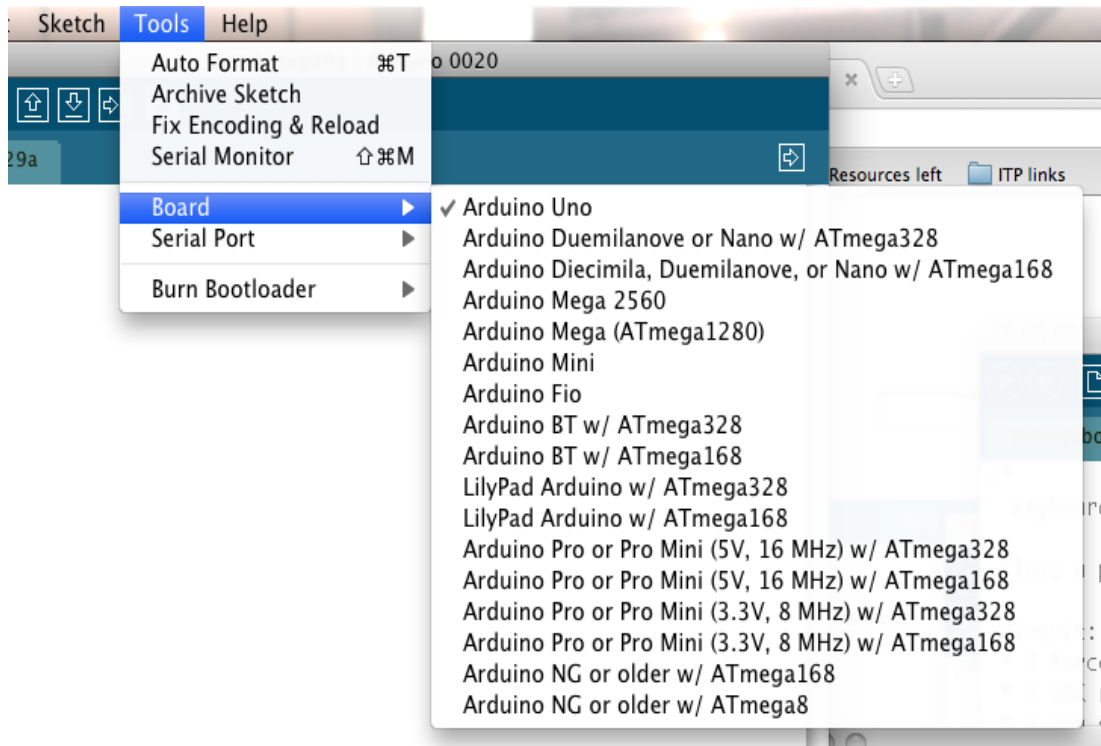 Sketch Tools Help
Auto Format ⌘T
Archive Sketch
Fix Encoding & Reload
Serial Monitor ⇧⌘M
Board
Serial Port
Burn Bootloader
o 0020
29a
Resources left ITP links
✓ Arduino Uno
Arduino Duemilanove or Nano w/ ATmega328
Arduino Diecimila, Duemilanove, or Nano w/ ATmega168
Arduino Mega 2560
Arduino Mega (ATmega1280)
Arduino Mini
Arduino Fio
Arduino BT w/ ATmega328
Arduino BT w/ ATmega168
LilyPad Arduino w/ ATmega328
LilyPad Arduino w/ ATmega168
Arduino Pro or Pro Mini (5V, 16 MHz) w/ ATmega328
Arduino Pro or Pro Mini (5V, 16 MHz) w/ ATmega168
Arduino Pro or Pro Mini (3.3V, 8 MHz) w/ ATmega328
Arduino Pro or Pro Mini (3.3V, 8 MHz) w/ ATmega168
Arduino NG or older w/ ATmega168
Arduino NG or older w/ ATmega8